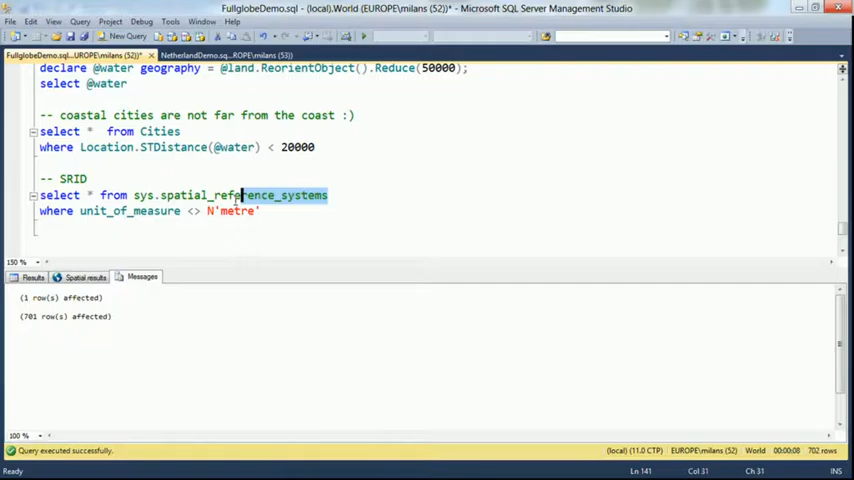 FullglobeDemo.sql - (local).World (EUROPE\milans (52))* - Microsoft SQL Server Management Studio
File Edit View Query Project Debug Tools Window Help
New Query
FullglobeDemo.sql...UROPE\milans (52))*
NetherlandDemo.sq...ROPE\milans (53))
declare @water geography = @land.ReorientObject().Reduce(50000);
select @water
-- coastal cities are not far from the coast :)
select * from Cities
where Location.STDistance(@water) < 20000
-- SRID
select * from sys.spatial_reference_systems
where unit_of_measure <> N'metre'
150 %
Results Spatial results Messages
(1 row(s) affected)
(701 row(s) affected)
100 %
Query executed successfully. (local) (11.0 CTP) EUROPE\milans (52) World 00:00:08 702 rows
Ready Ln 141 Col 31 Ch 31